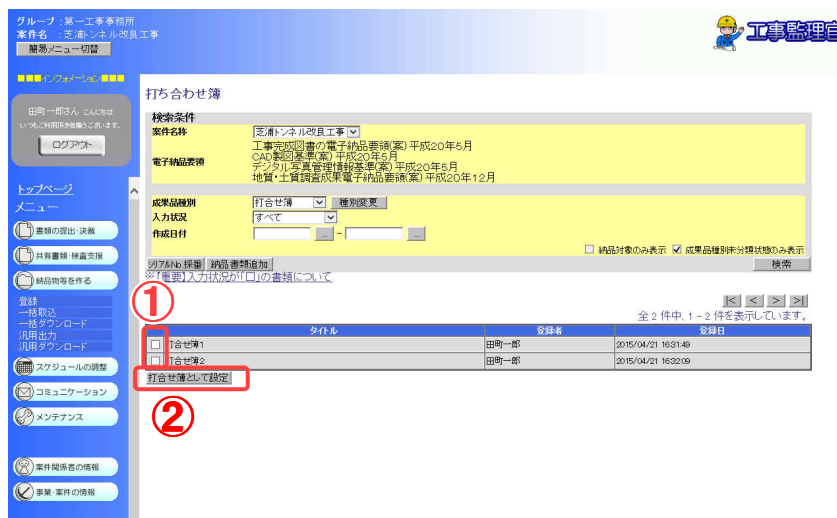 グループ：第一工事事務所
案件名　：芝浦トンネル改良工事
簡易メニュー切替
工事監理官
■■■インフォメーション■■■
田町一郎さん こんにちは
いつもご利用頂き有難うございます。
ログアウト
トップページ
メニュー
書類の提出・決裁
共有書類・検査支援
納品物等を作る
登録
一括取込
一括ダウンロード
汎用出力
汎用ダウンロード
スケジュールの調整
コミュニケーション
メンテナンス
案件関係者の情報
事業・案件の情報
打ち合わせ簿
検索条件
案件名称 芝浦トンネル改良工事
電子納品要領 工事完成図書の電子納品要領(案) 平成20年5月
CAD製図基準(案) 平成20年5月
デジタル写真管理情報基準(案) 平成20年5月
地質・土質調査成果電子納品要領(案) 平成20年12月
成果品種別 打合せ簿 種別変更
入力状況 すべて
作成日付 ... - ...
納品対象のみ表示 成果品種別未分類状態のみ表示
シリアルNo.採番 納品書類追加 検索
※【重要】入力状況が「口」の書類について
|< < > >|
全 2 件中、1 - 2 件を表示しています。
①
タイトル 登録者 登録日
打合せ簿1 田町一郎 2015/04/21 16:31:49
打合せ簿2 田町一郎 2015/04/21 16:32:09
打合せ簿として設定
②